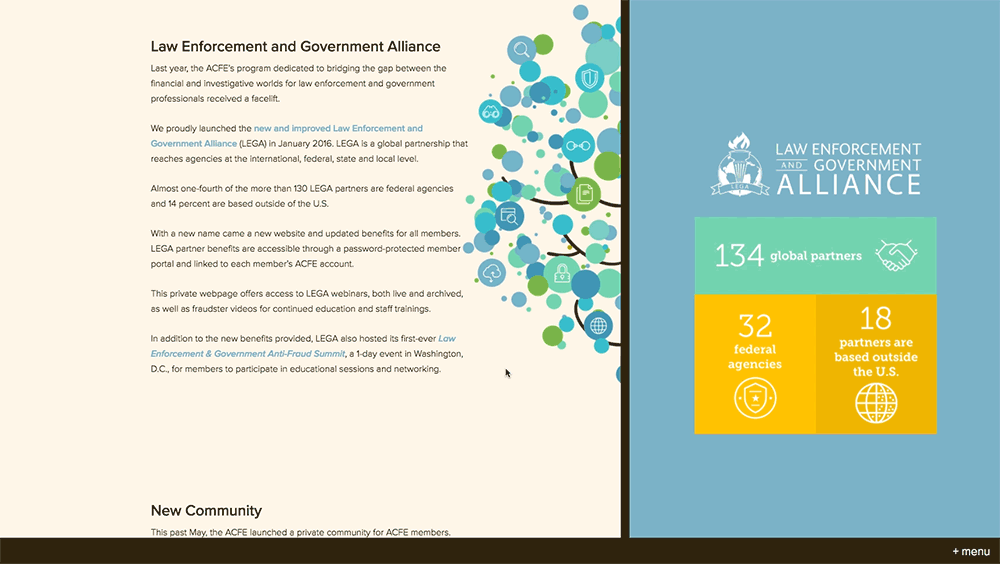 Law Enforcement and Government Alliance
Last year, the ACFE's program dedicated to bridging the gap between the
financial and investigative worlds for law enforcement and government
professionals received a facelift.
We proudly launched the new and improved Law Enforcement and
Government Alliance (LEGA) in January 2016. LEGA is a global partnership that
reaches agencies at the international, federal, state and local level.
Almost one-fourth of the more than 130 LEGA partners are federal agencies
and 14 percent are based outside of the U.S.
With a new name came a new website and updated benefits for all members.
LEGA partner benefits are accessible through a password-protected member
portal and linked to each member's ACFE account.
This private webpage offers access to LEGA webinars, both live and archived,
as well as fraudster videos for continued education and staff trainings.
In addition to the new benefits provided, LEGA also hosted its first-ever Law
Enforcement & Government Anti-Fraud Summit, a 1-day event in Washington,
D.C., for members to participate in educational sessions and networking.
New Community
This past May, the ACFE launched a private community for ACFE members.
LEGA
LAW ENFORCEMENT
AND GOVERNMENT
ALLIANCE
134 global partners
32
federal
agencies
18
partners are
based outside
the U.S.
+ menu